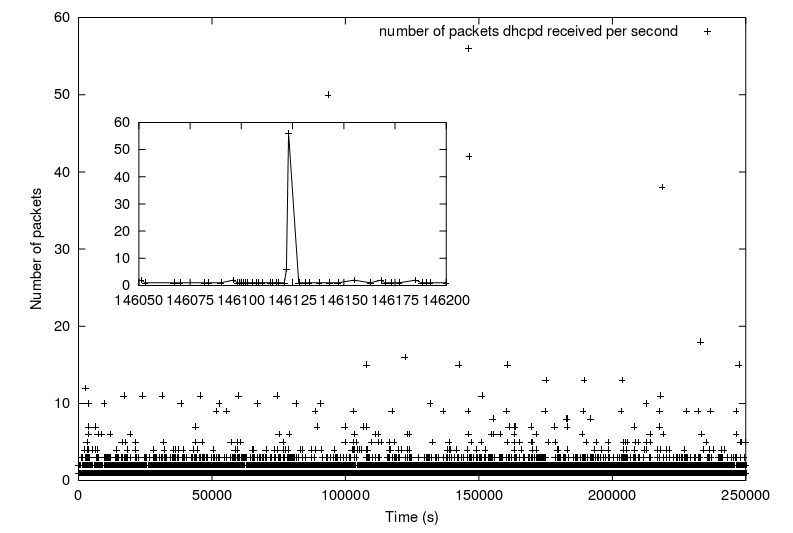 60
number of packets dhcpd received per second
50
40
30
20
10
0
Number of packets
60
50
40
30
20
10
0
146050 146075 146100 146125 146150 146175 146200
0 50000 100000 150000 200000 250000
Time (s)